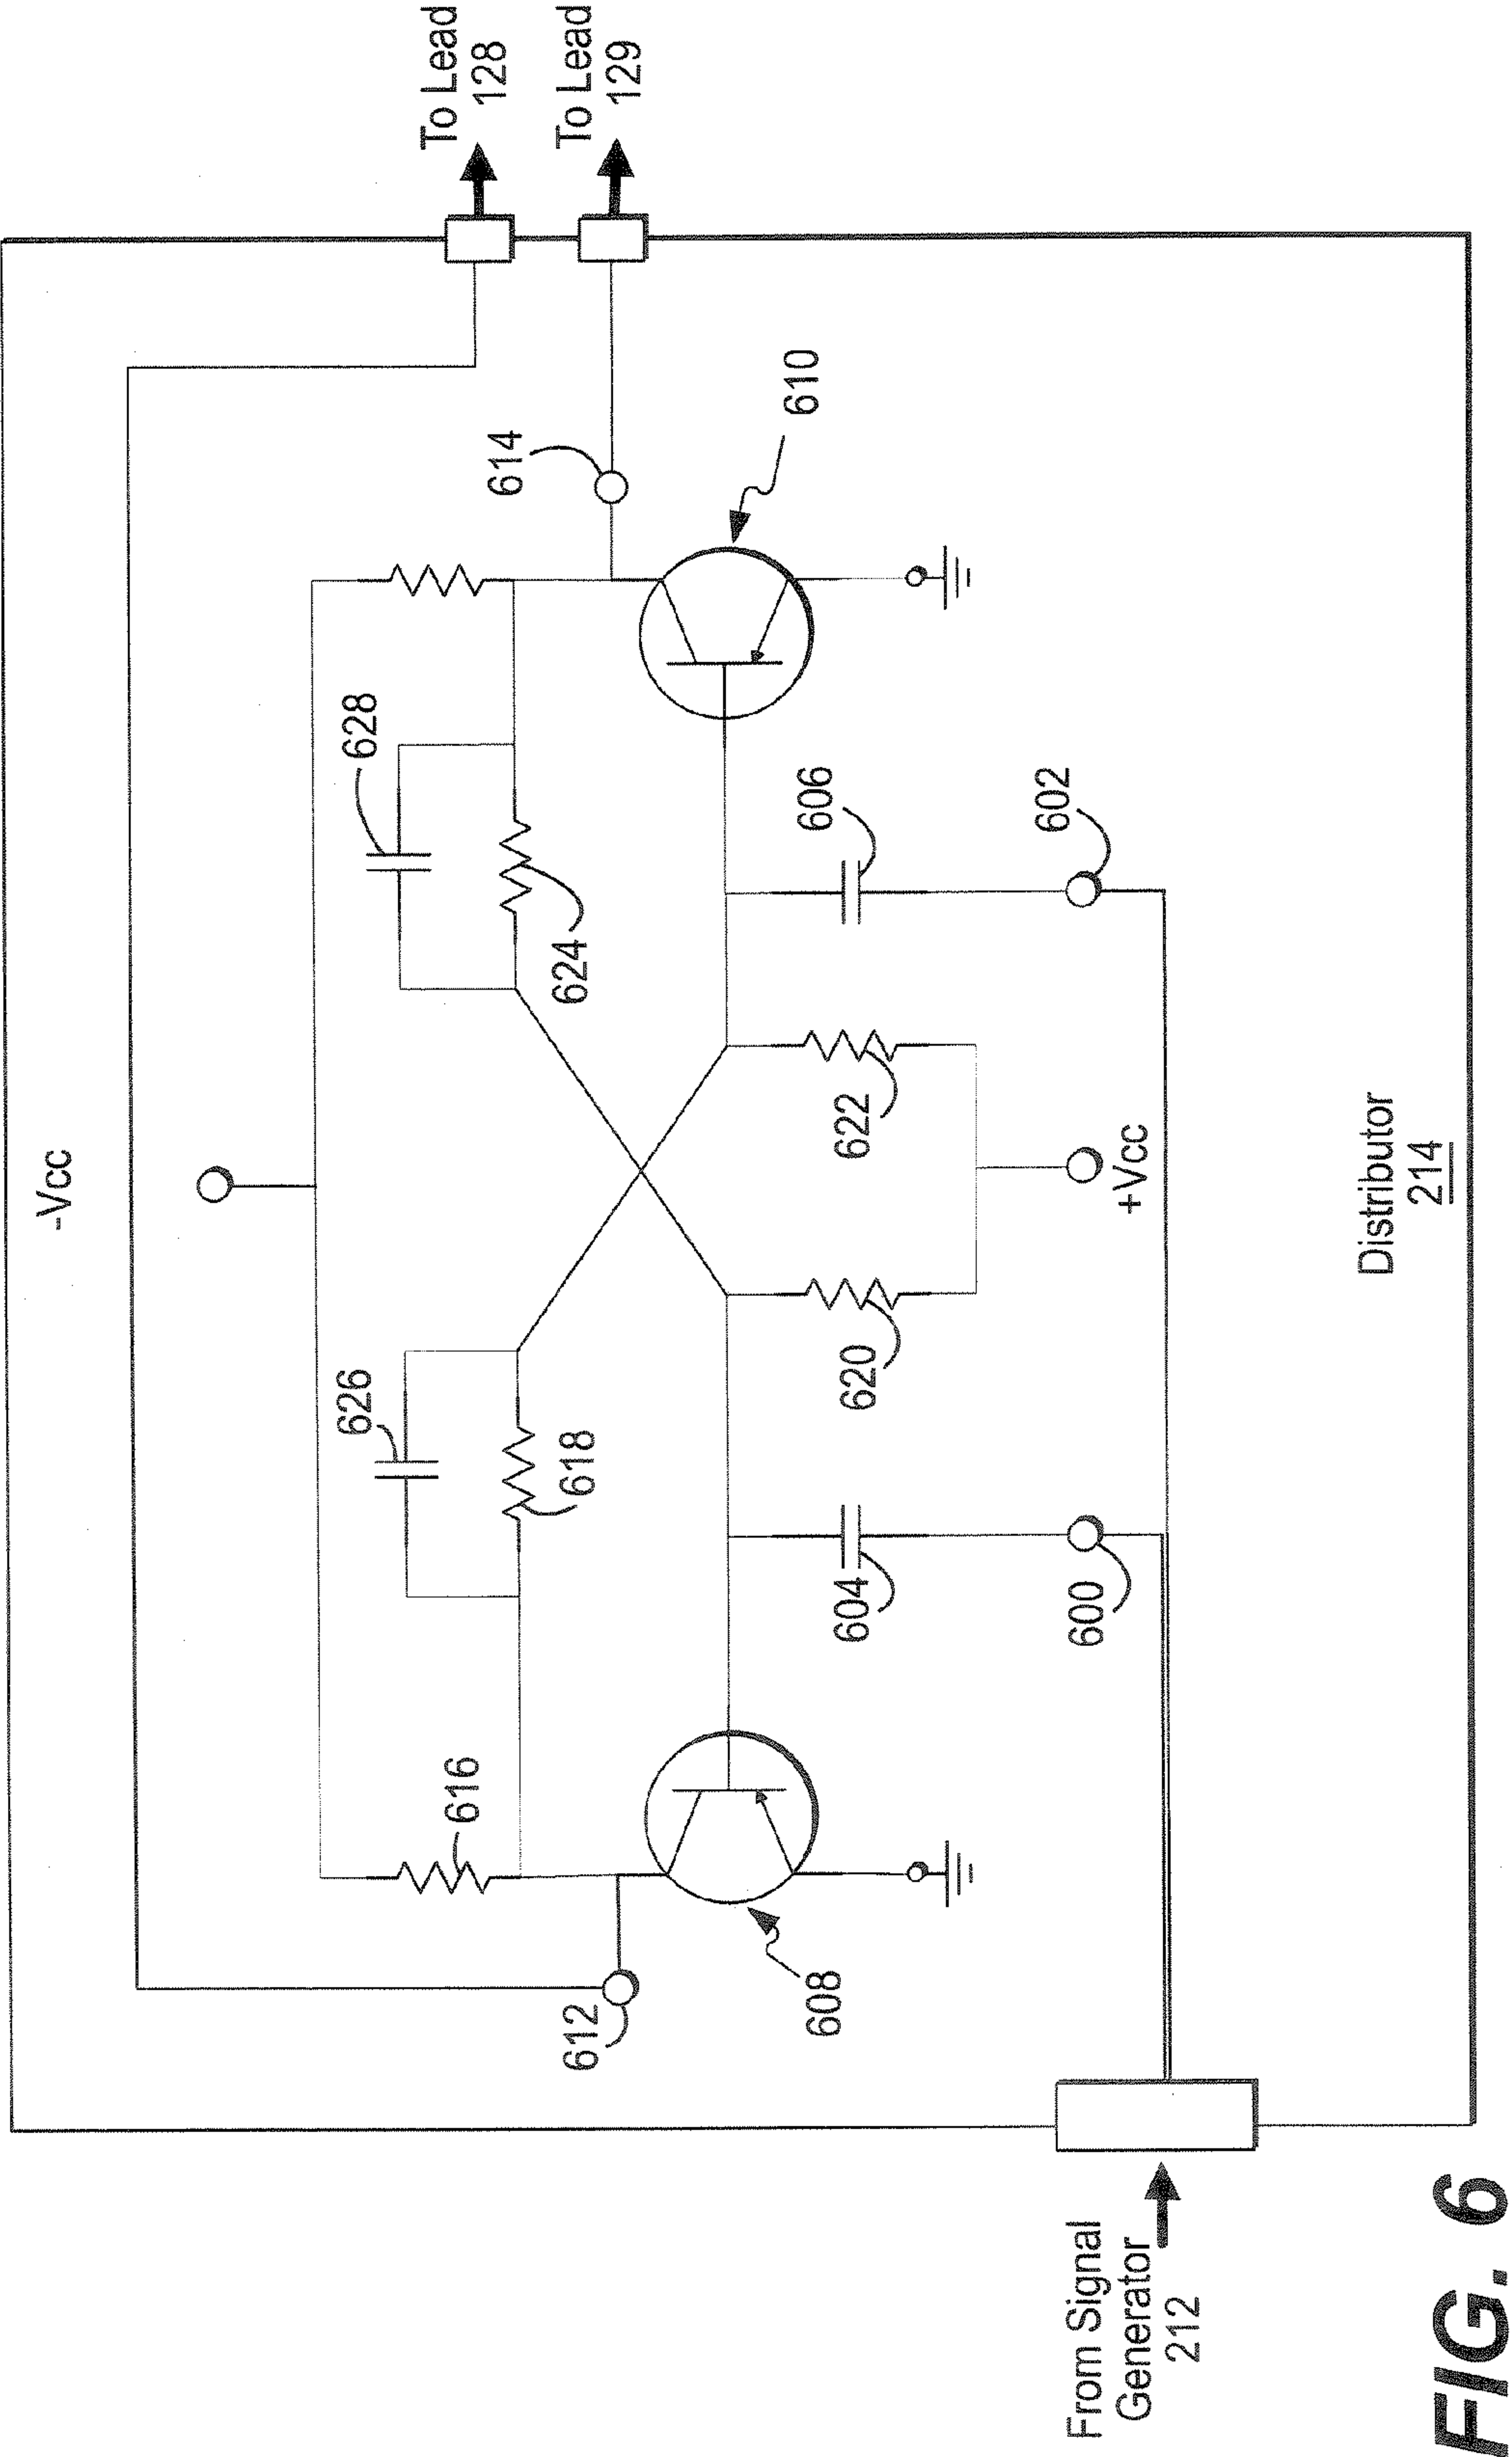 -Vcc
To Lead
128
To Lead
129
614
610
628
624
606
602
622
+Vcc
620
626
618
604
600
616
612
608
From Signal
Generator
212
Distributor
214
FIG. 6